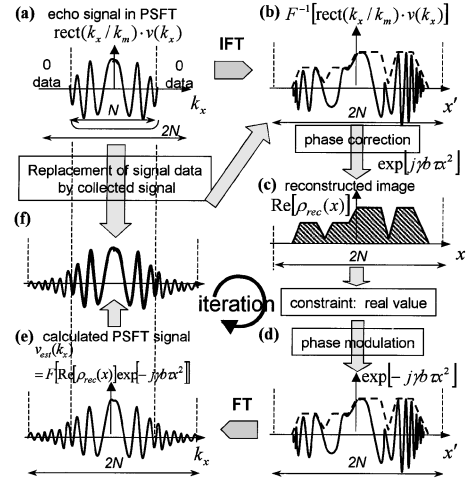 (a) echo signal in PSFT
rect(kₓ / kₘ) · v(kₓ)
0
data
0
data
N
kₓ
2N
IFT
(b) F⁻¹[rect(kₓ / kₘ) · v(kₓ)]
x′
2N
phase correction
exp[jγbτx²]
Replacement of signal data
by collected signal
(c) reconstructed image
Re[ρrec(x)]
2N
x
(f)
kₓ
iteration
constraint: real value
phase modulation
(e) calculated PSFT signal
vest(kₓ)
= F[Re[ρrec(x)]exp[− jγbτx²]]
kₓ
2N
FT
(d)
exp[− jγbτx²]
x′
2N